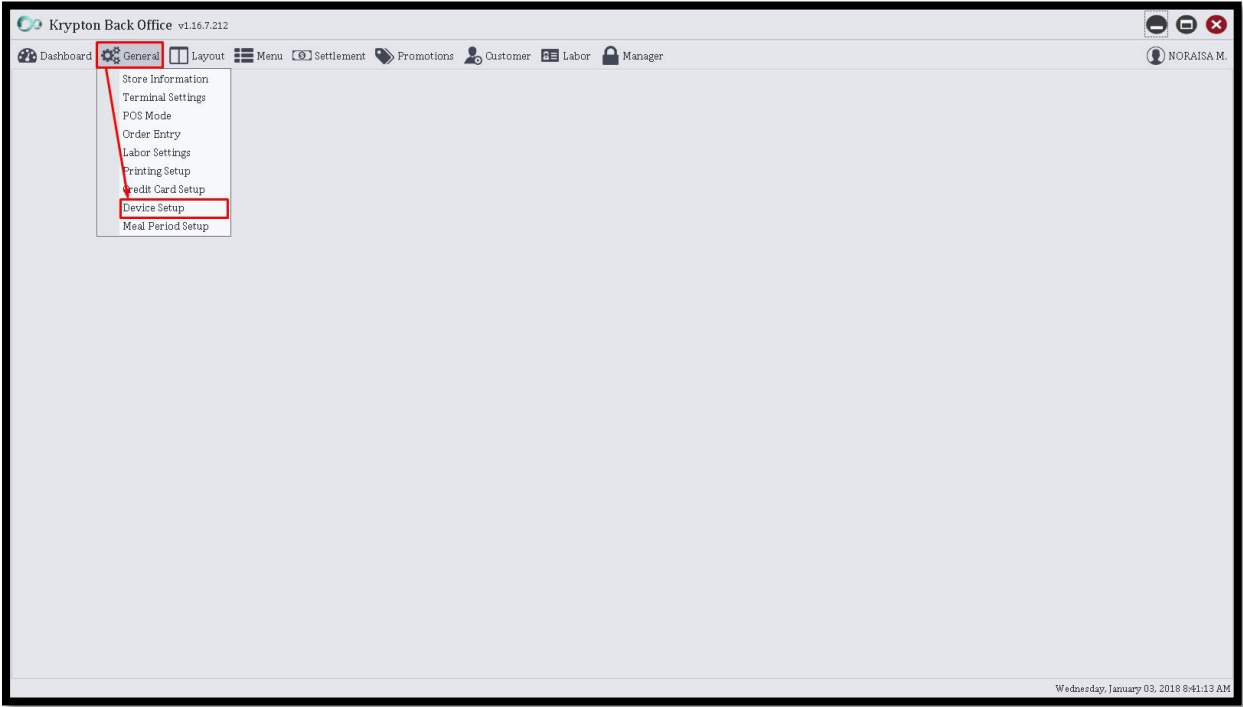 Krypton Back Office v1.16.7.212
Dashboard General Layout Menu Settlement Promotions Customer Labor Manager NORAISA M.
Store Information
Terminal Settings
POS Mode
Order Entry
Labor Settings
Printing Setup
Credit Card Setup
Device Setup
Meal Period Setup
Wednesday, January 03, 2018 8:41:13 AM